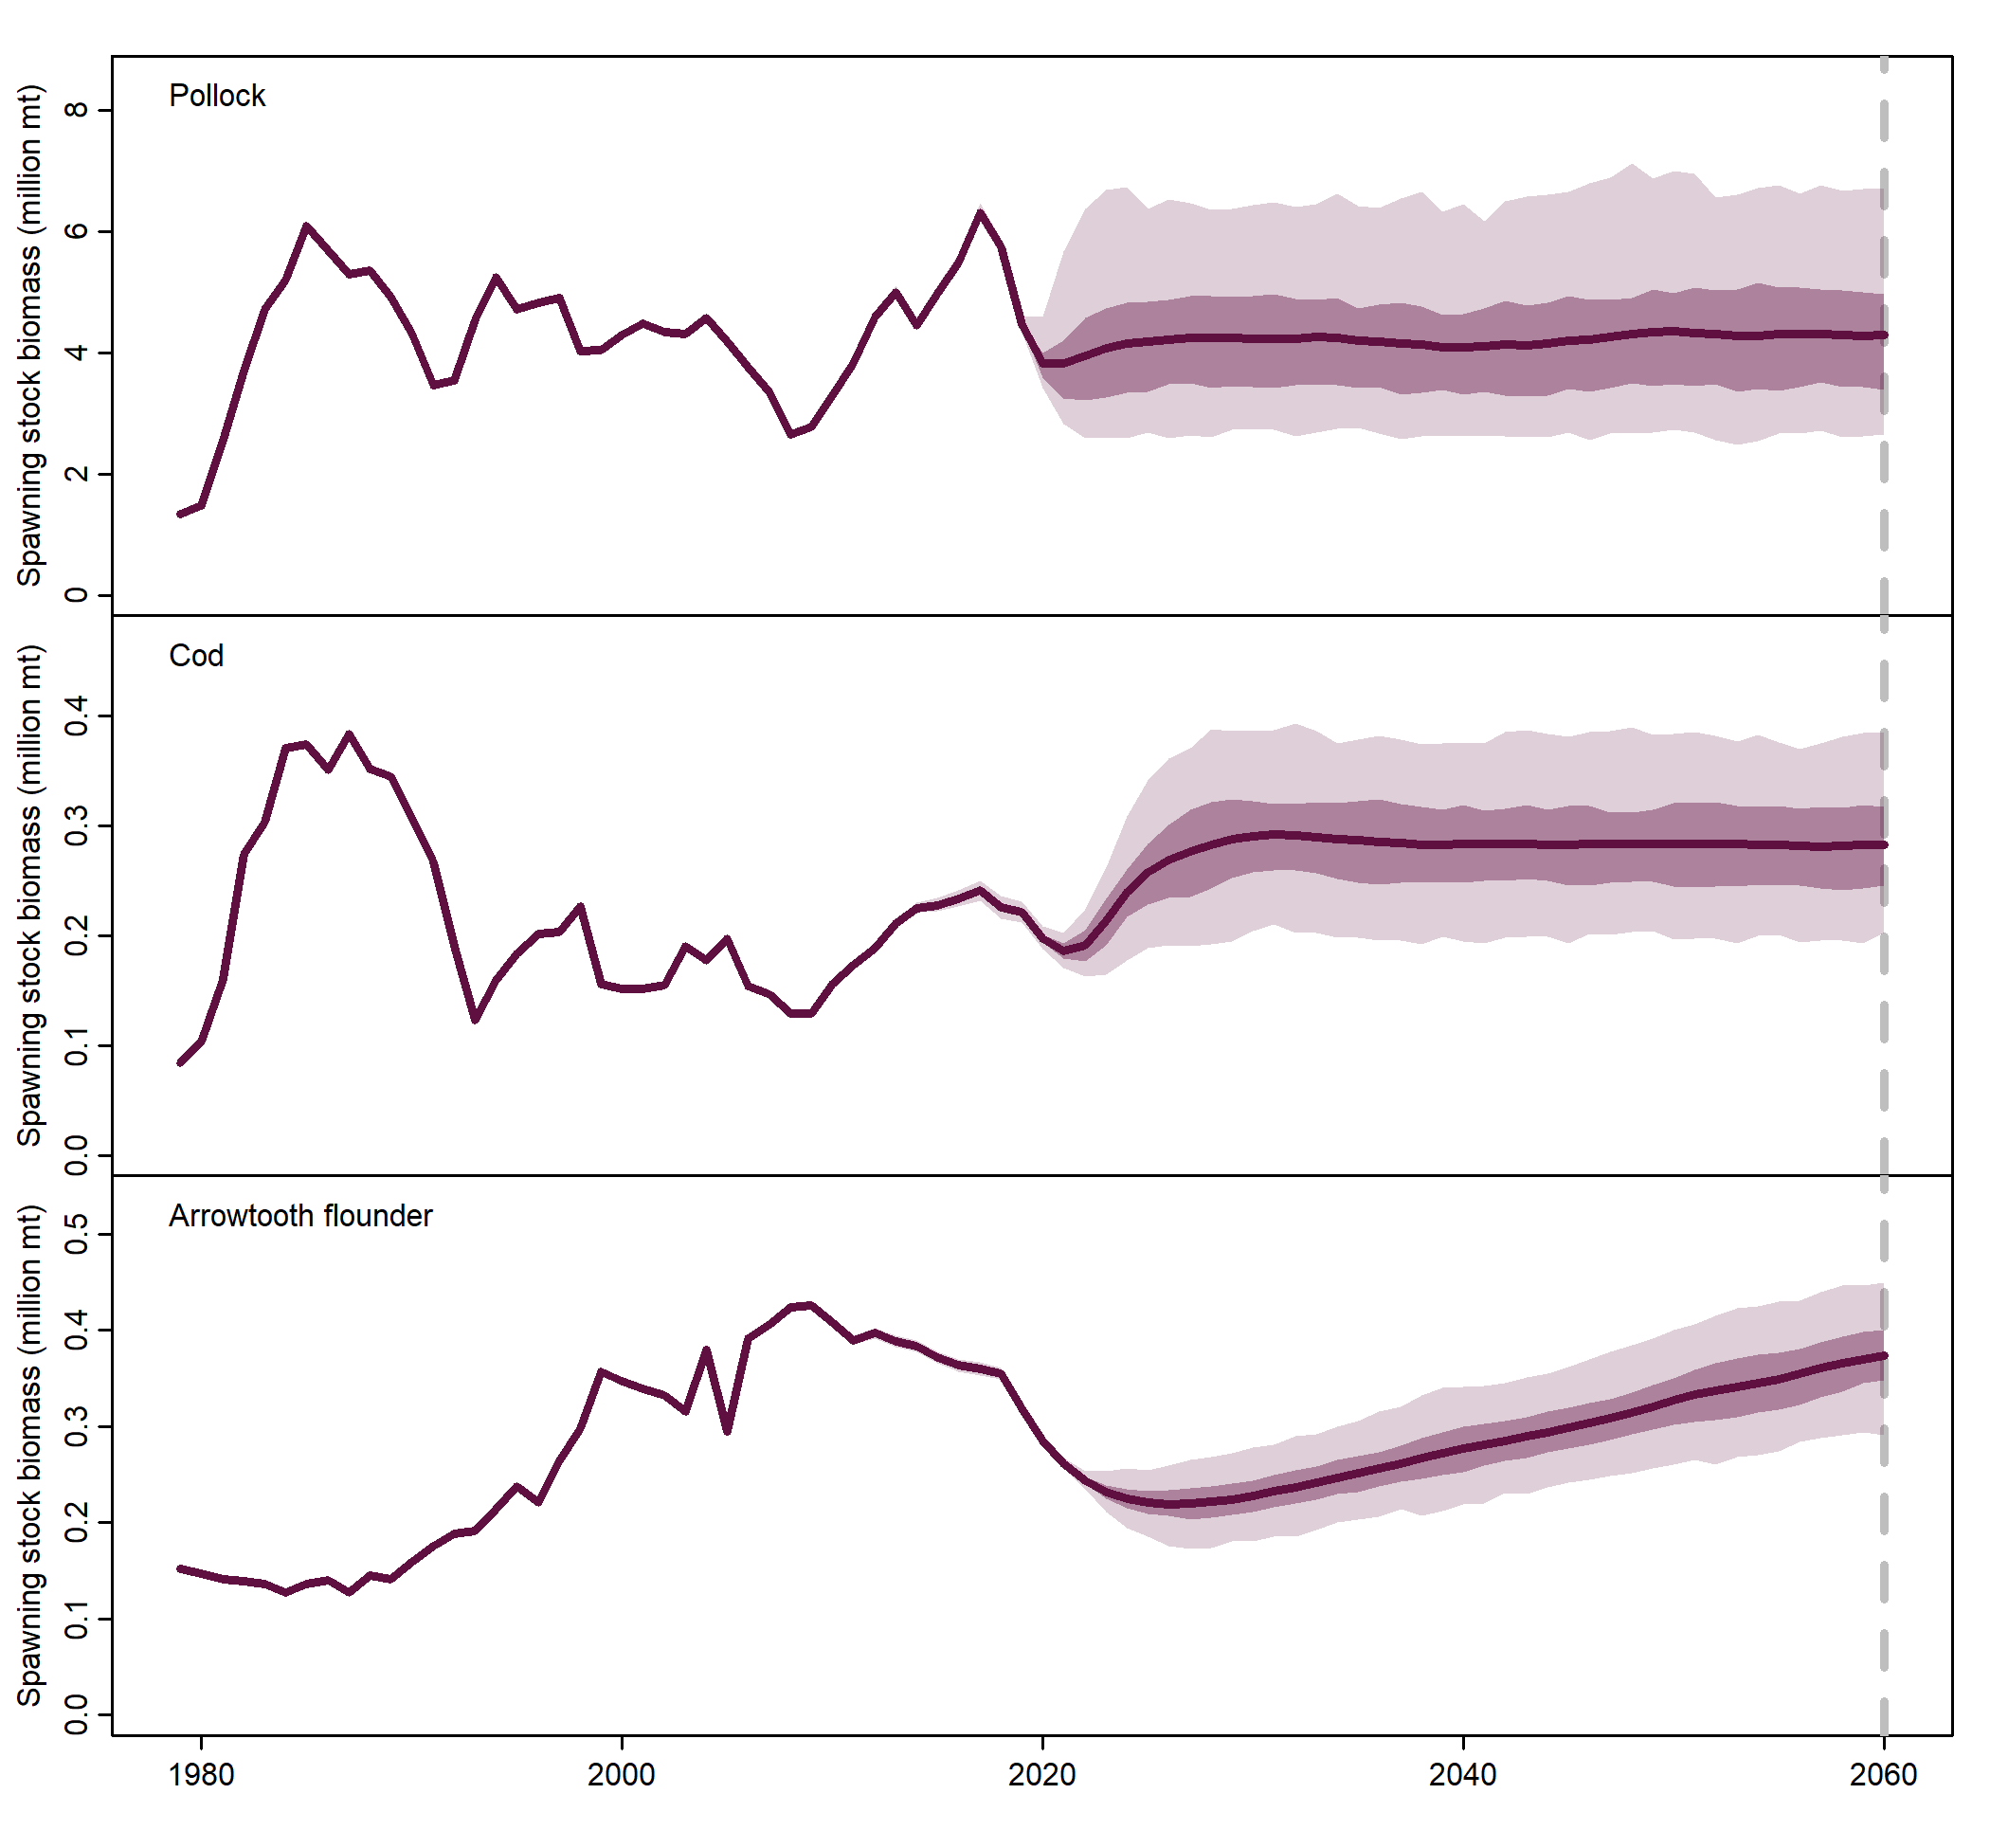 Pollock
Spawning stock biomass (million mt)
8
6
4
2
0
Cod
Spawning stock biomass (million mt)
0.4
0.3
0.2
0.1
0.0
Arrowtooth flounder
Spawning stock biomass (million mt)
0.5
0.4
0.3
0.2
0.1
0.0
1980 2000 2020 2040 2060